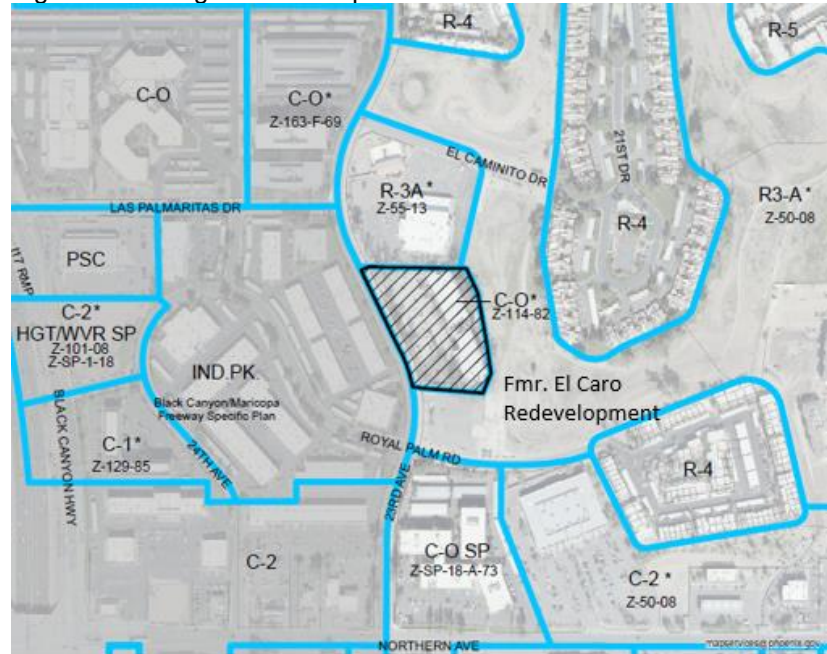 R-4
R-5
C-O
C-O*
Z-163-F-69
21ST DR
EL CAMINITO DR
R-3A*
Z-55-13
R3-A*
Z-50-08
R-4
LAS PALMARITAS DR
I17 RMP
PSC
C-2*
HGT/WVR SP
Z-101-08
Z-SP-1-18
C-O*
Z-114-82
IND.PK.
Black Canyon/Maricopa
Freeway Specific Plan
Fmr. El Caro
Redevelopment
BLACK CANYON HWY
C-1*
Z-129-85
24TH AVE
ROYAL PALM RD
23RD AVE
R-4
C-2
C-O SP
Z-SP-18-A-73
C-2*
Z-50-08
NORTHERN AVE
mapservices@phoenix.gov